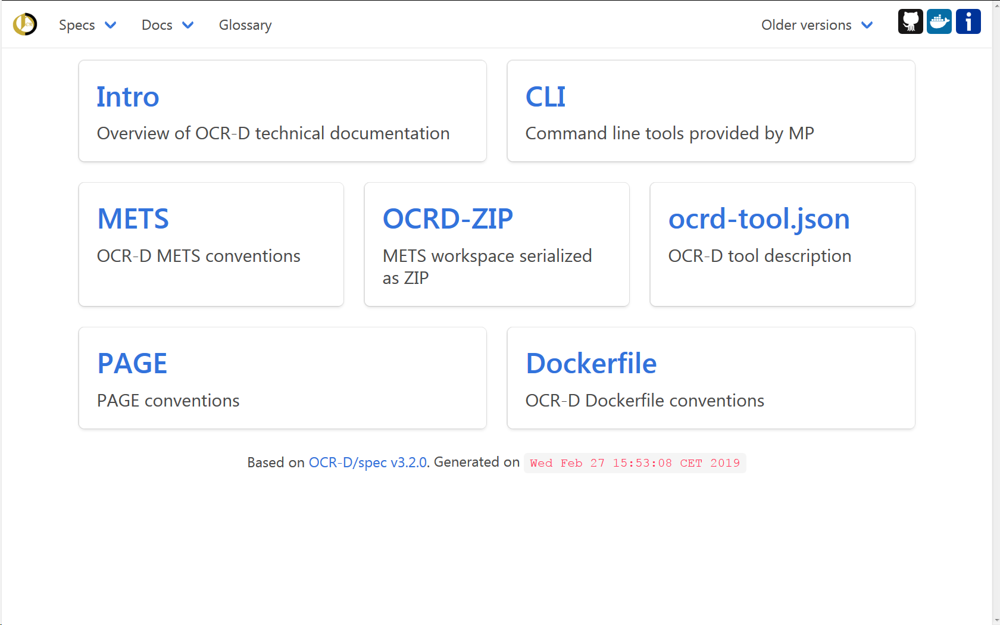 Specs Docs Glossary Older versions
Intro
Overview of OCR-D technical documentation
CLI
Command line tools provided by MP
METS
OCR-D METS conventions
OCRD-ZIP
METS workspace serialized
as ZIP
ocrd-tool.json
OCR-D tool description
PAGE
PAGE conventions
Dockerfile
OCR-D Dockerfile conventions
Based on OCR-D/spec v3.2.0. Generated on Wed Feb 27 15:53:08 CET 2019